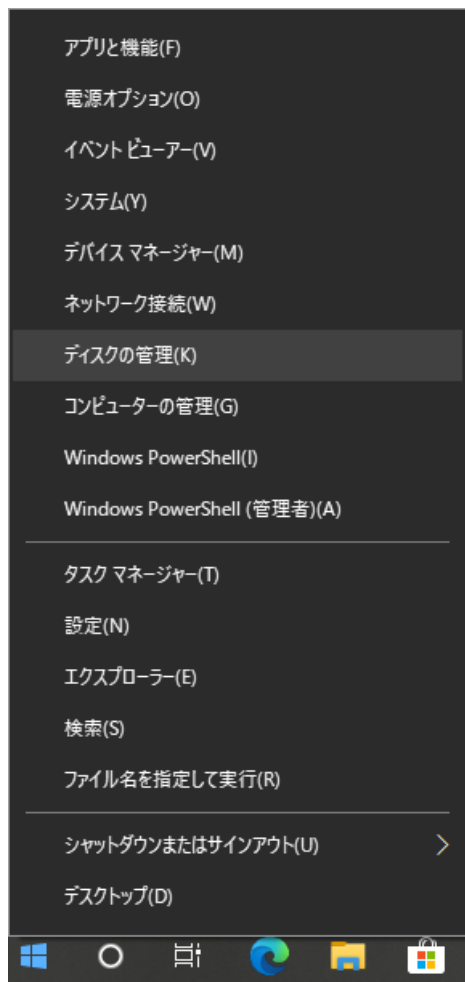 アプリと機能(F)
電源オプション(O)
イベント ビューアー(V)
システム(Y)
デバイス マネージャー(M)
ネットワーク接続(W)
ディスクの管理(K)
コンピューターの管理(G)
Windows PowerShell(I)
Windows PowerShell (管理者)(A)
タスク マネージャー(T)
設定(N)
エクスプローラー(E)
検索(S)
ファイル名を指定して実行(R)
シャットダウンまたはサインアウト(U)
デスクトップ(D)